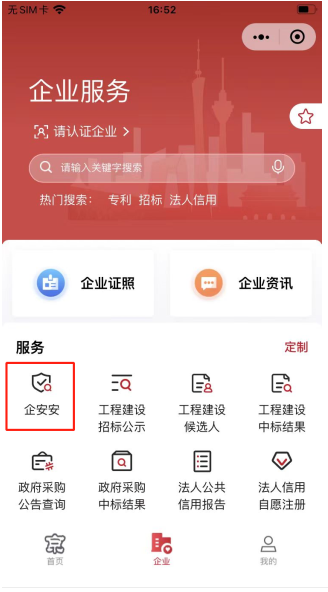 无SIM卡 16:52
企业服务
请认证企业 >
请输入关键字搜索
热门搜索： 专利 招标 法人信用
企业证照 企业资讯
服务 定制
企安安 工程建设招标公示 工程建设候选人 工程建设中标结果
政府采购公告查询 政府采购中标结果 法人公共信用报告 法人信用自愿注册
首页 企业 我的